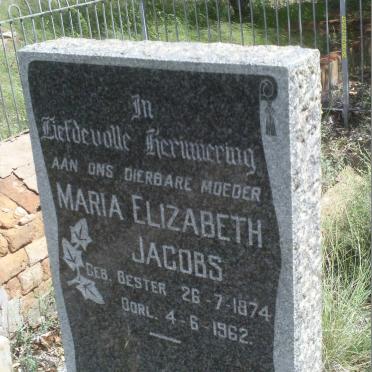 In
Liefdevolle Herinnering
AAN ONS DIERBARE MOEDER
MARIA ELIZABETH
JACOBS
GEB. BESTER 26-7-1874
OORL. 4-6-1962.